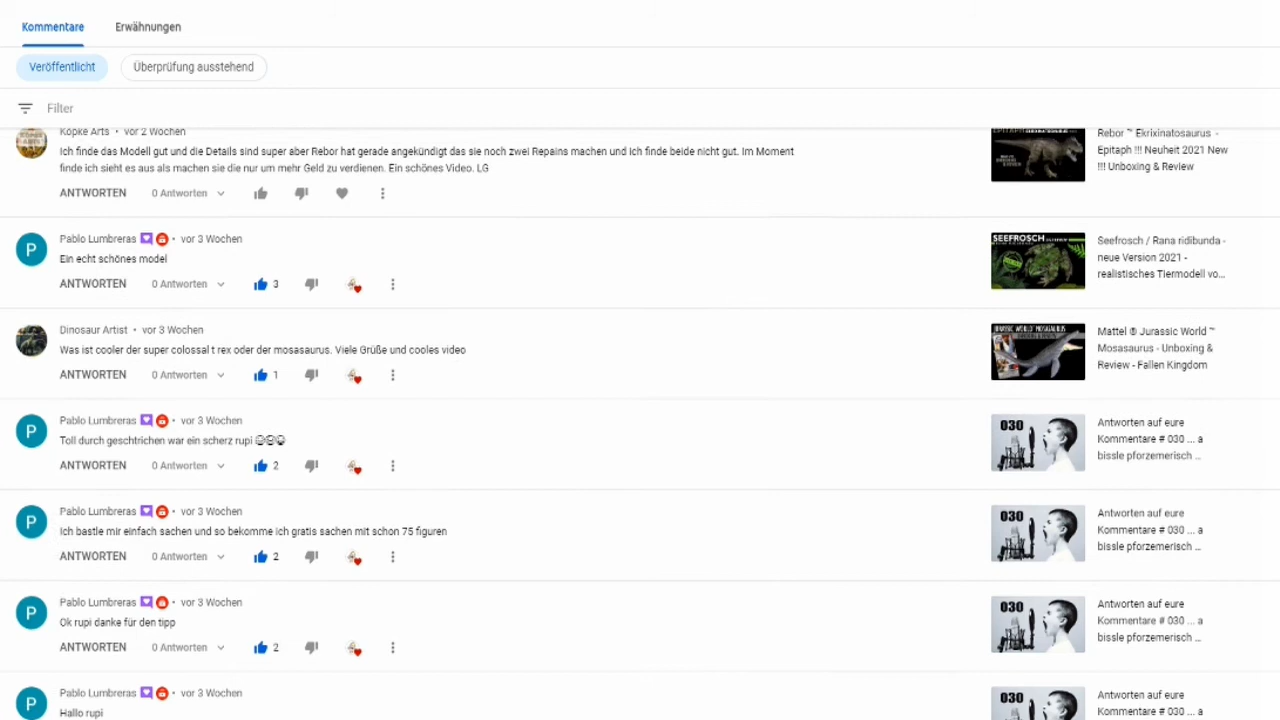 Kommentare
Erwähnungen
Veröffentlicht
Überprüfung ausstehend
Filter
Köpke Arts • vor 2 Wochen
Ich finde das Modell gut und die Details sind super aber Rebor hat gerade angekündigt das sie noch zwei Repains machen und Ich finde beide nicht gut. Im Moment
finde ich sieht es aus als machen sie die nur um mehr Geld zu verdienen. Ein schönes Video. LG
ANTWORTEN 0 Antworten
Rebor ~ Ekrixinatosaurus -
Epitaph !!! Neuheit 2021 New
!!! Unboxing & Review
P
Pablo Lumbreras • vor 3 Wochen
Ein echt schönes model
ANTWORTEN 0 Antworten 3
SEEFROSCH
Seefrosch / Rana ridibunda -
neue Version 2021 -
realistisches Tiermodell vo...
Dinosaur Artist • vor 3 Wochen
Was ist cooler der super colossal t rex oder der mosasaurus. Viele Grüße und cooles video
ANTWORTEN 0 Antworten 1
JURASSIC WORLD MOSASAURUS
Mattel ® Jurassic World ~
Mosasaurus - Unboxing &
Review - Fallen Kingdom
P
Pablo Lumbreras • vor 3 Wochen
Toll durch geschtrichen war ein scherz rupi
ANTWORTEN 0 Antworten 2
030
Antworten auf eure
Kommentare # 030 ... a
bissle pforzemerisch ...
P
Pablo Lumbreras • vor 3 Wochen
Ich bastle mir einfach sachen und so bekomme ich gratis sachen mit schon 75 figuren
ANTWORTEN 0 Antworten 2
030
Antworten auf eure
Kommentare # 030 ... a
bissle pforzemerisch ...
P
Pablo Lumbreras • vor 3 Wochen
Ok rupi danke für den tipp
ANTWORTEN 0 Antworten 2
030
Antworten auf eure
Kommentare # 030 ... a
bissle pforzemerisch ...
P
Pablo Lumbreras • vor 3 Wochen
Hallo rupi
030
Antworten auf eure
Kommentare # 030 ... a